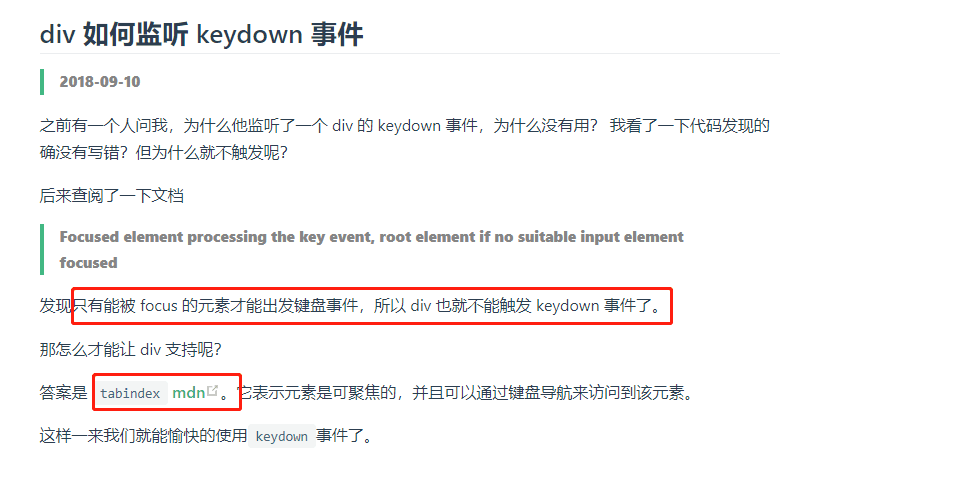 div 如何监听 keydown 事件
2018-09-10
之前有一个人问我，为什么他监听了一个 div 的 keydown 事件，为什么没有用？ 我看了一下代码发现的
确没有写错？但为什么就不触发呢？
后来查阅了一下文档
Focused element processing the key event, root element if no suitable input element
focused
发现只有能被 focus 的元素才能出发键盘事件，所以 div 也就不能触发 keydown 事件了。
那怎么才能让 div 支持呢？
答案是 tabindex mdn 。它表示元素是可聚焦的，并且可以通过键盘导航来访问到该元素。
这样一来我们就能愉快的使用 keydown 事件了。